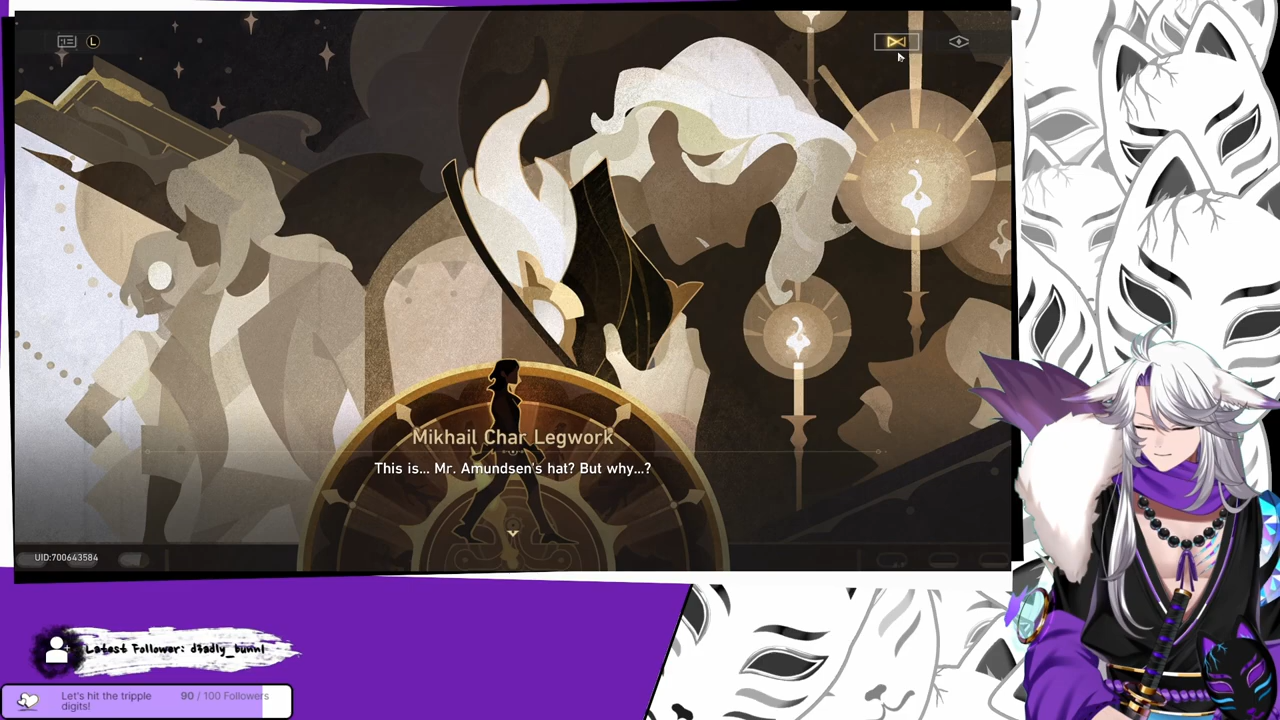 L
Mikhail Char Legwork
This is... Mr. Amundsen's hat? But why...?
UID:700643584
Latest Follower: d3adly_bunni
Let's hit the tripple
digits!
90 / 100 Followers